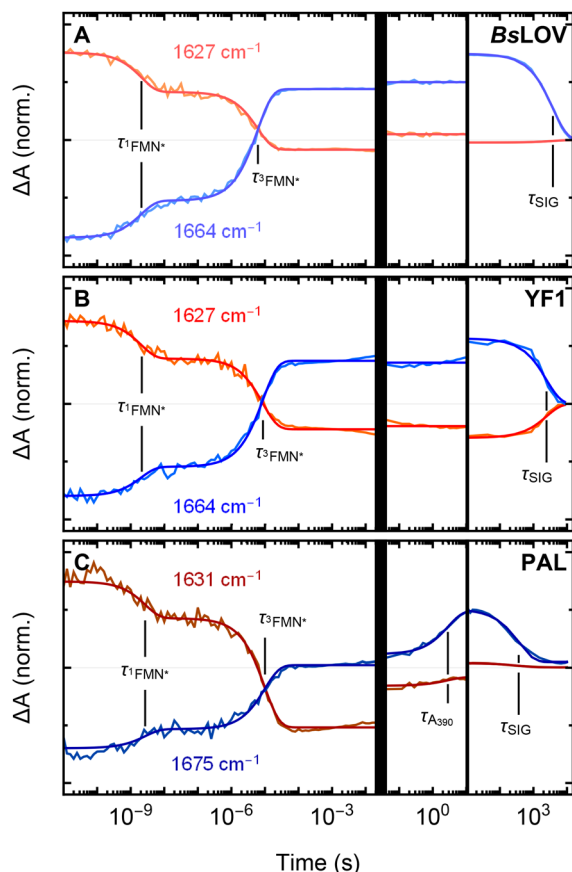 A
BsLOV
1627 cm⁻¹
τ¹FMN*
τ³FMN*
τSIG
1664 cm⁻¹
ΔA (norm.)
B
YF1
1627 cm⁻¹
τ¹FMN*
τ³FMN*
τSIG
1664 cm⁻¹
ΔA (norm.)
C
PAL
1631 cm⁻¹
τ³FMN*
τ¹FMN*
τA390
τSIG
1675 cm⁻¹
ΔA (norm.)
10⁻⁹ 10⁻⁶ 10⁻³ 10⁰ 10³
Time (s)